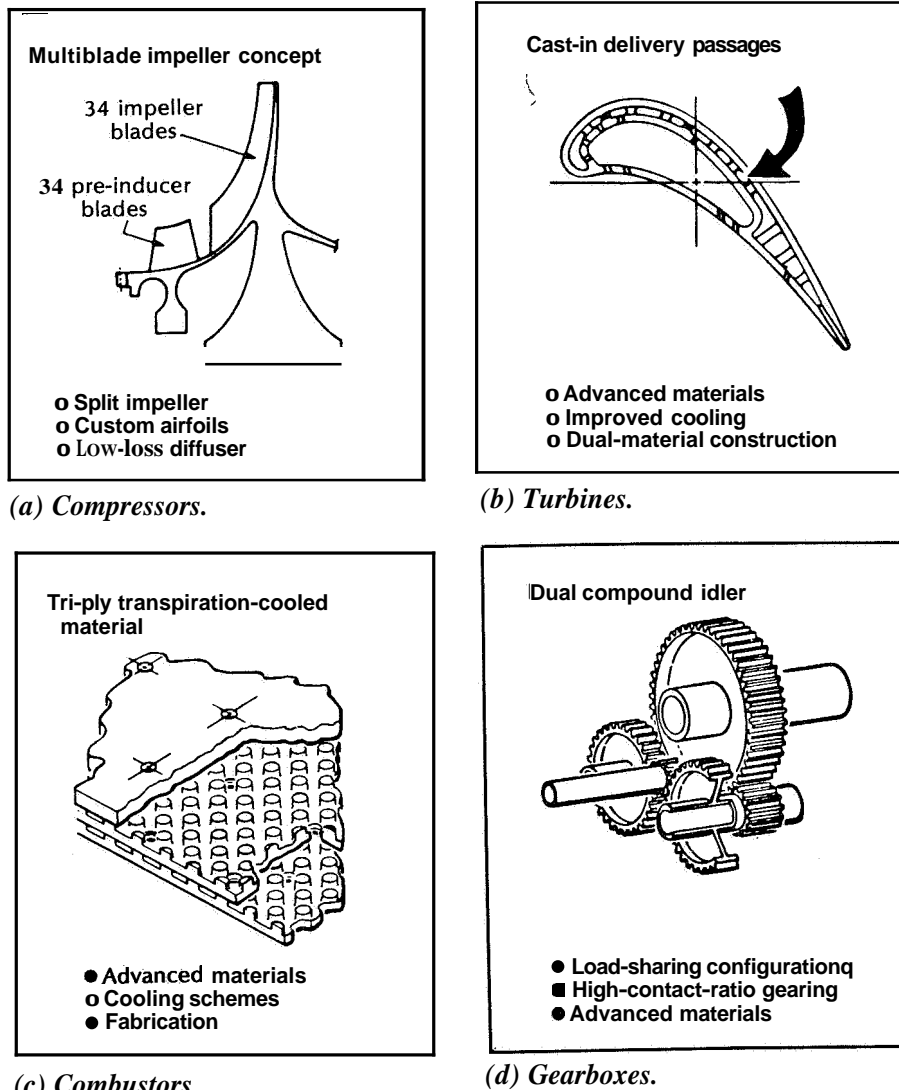 Multiblade impeller concept
34 impeller
blades
34 pre-inducer
blades
o Split impeller
o Custom airfoils
o Low-loss diffuser
(a) Compressors.
Cast-in delivery passages
o Advanced materials
o Improved cooling
o Dual-material construction
(b) Turbines.
Tri-ply transpiration-cooled
material
● Advanced materials
o Cooling schemes
● Fabrication
(c) Combustors
Dual compound idler
● Load-sharing configurationq
■ High-contact-ratio gearing
● Advanced materials
(d) Gearboxes.